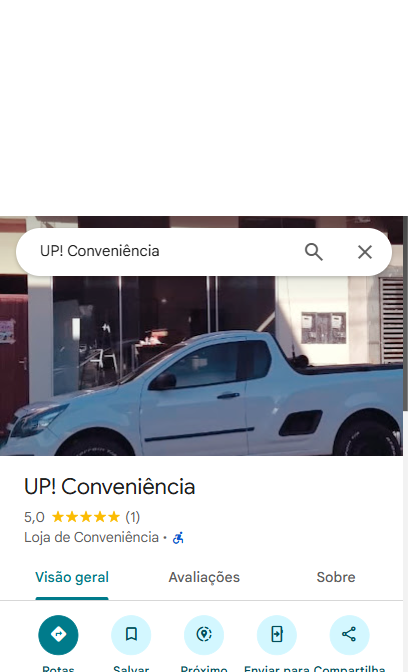 UP! Conveniência
UP! Conveniência
5,0 (1)
Loja de Conveniência ·
Visão geral Avaliações Sobre
Rotas Salvar Próximo Enviar para Compartilha